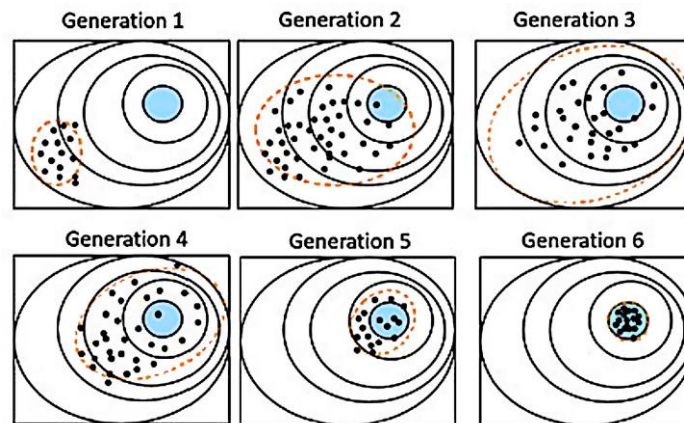 Generation 1
Generation 2
Generation 3
Generation 4
Generation 5
Generation 6